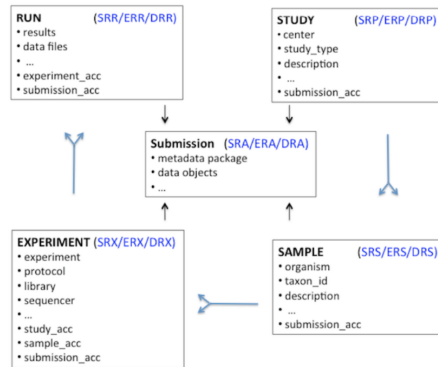 RUN (SRR/ERR/DRR)
• results
• data files
• ...
• experiment_acc
• submission_acc
STUDY (SRP/ERP/DRP)
• center
• study_type
• description
• ...
• submission_acc
Submission (SRA/ERA/DRA)
• metadata package
• data objects
• ...
EXPERIMENT (SRX/ERX/DRX)
• experiment
• protocol
• library
• sequencer
• ...
• study_acc
• sample_acc
• submission_acc
SAMPLE (SRS/ERS/DRS)
• organism
• taxon_id
• description
• ...
• submission_acc